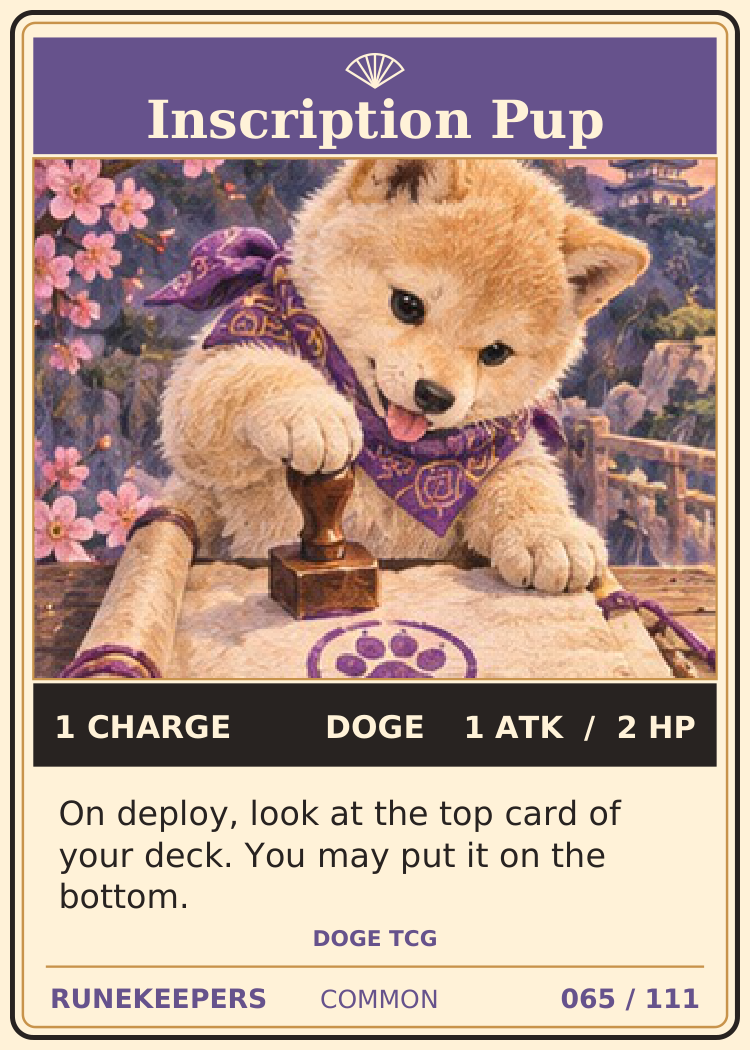 Inscription Pup
1 CHARGE DOGE 1 ATK / 2 HP
On deploy, look at the top card of
your deck. You may put it on the
bottom.
DOGE TCG
RUNEKEEPERS COMMON 065 / 111